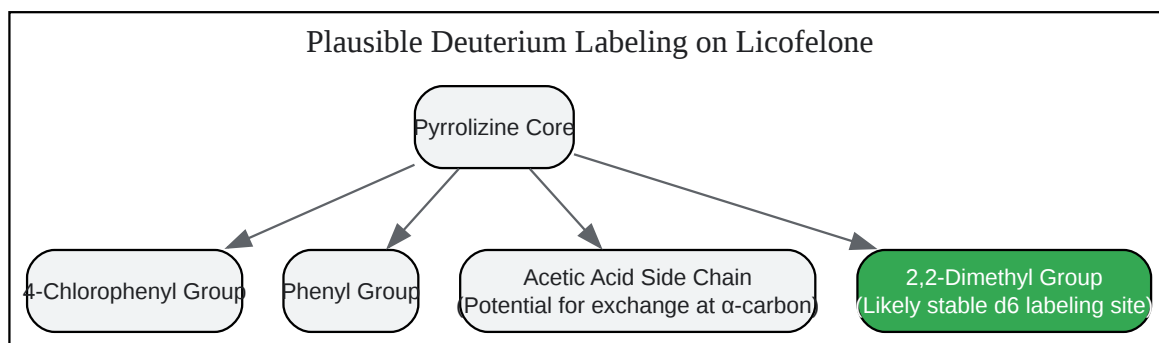 Plausible Deuterium Labeling on Licofelone
Pyrrolizine Core
4-Chlorophenyl Group
Phenyl Group
Acetic Acid Side Chain
(Potential for exchange at α-carbon)
2,2-Dimethyl Group
(Likely stable d6 labeling site)